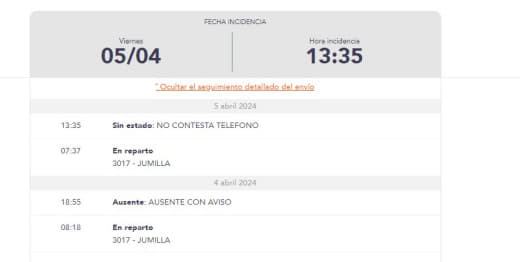 FECHA INCIDENCIA
Viernes
05/04
Hora incidencia
13:35
^ Ocultar el seguimiento detallado del envío
5 abril 2024
13:35 Sin estado: NO CONTESTA TELEFONO
07:37 En reparto
3017 - JUMILLA
4 abril 2024
18:55 Ausente: AUSENTE CON AVISO
08:18 En reparto
3017 - JUMILLA